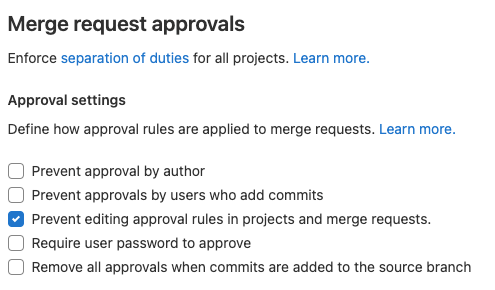 Merge request approvals
Enforce separation of duties for all projects. Learn more.
Approval settings
Define how approval rules are applied to merge requests. Learn more.
Prevent approval by author
Prevent approvals by users who add commits
Prevent editing approval rules in projects and merge requests.
Require user password to approve
Remove all approvals when commits are added to the source branch